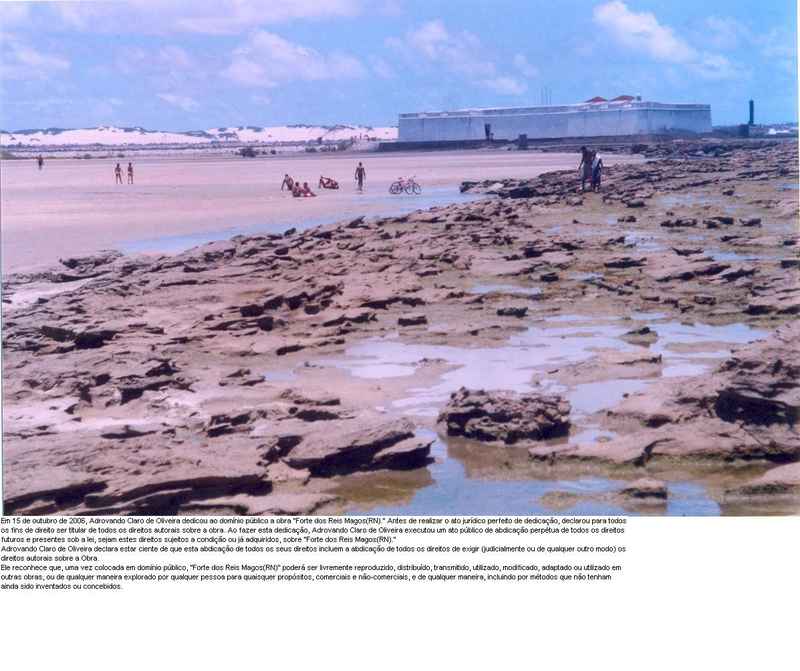 Em 15 de outubro de 2006, Adrovando Claro de Oliveira dedicou ao domínio público a obra "Forte dos Reis Magos(RN)." Antes de realizar o ato jurídico perfeito de dedicação, declarou para todos
os fins de direito ser titular de todos os direitos autorais sobre a obra. Ao fazer esta dedicação, Adrovando Claro de Oliveira executou um ato público de abdicação perpétua de todos os direitos
futuros e presentes sob a lei, sejam estes direitos sujeitos a condição ou já adquiridos, sobre "Forte dos Reis Magos(RN)."
Adrovando Claro de Oliveira declara estar ciente de que esta abdicação de todos os seus direitos incluem a abdicação de todos os direitos de exigir (judicialmente ou de qualquer outro modo) os
direitos autorais sobre a Obra.
Ele reconhece que, uma vez colocada em domínio público, "Forte dos Reis Magos(RN)" poderá ser livremente reproduzido, distribuído, transmitido, utilizado, modificado, adaptado ou utilizado em
outras obras, ou de qualquer maneira explorado por qualquer pessoa para quaisquer propósitos, comerciais e não-comerciais, e de qualquer maneira, incluindo por métodos que não tenham
ainda sido inventados ou concebidos.